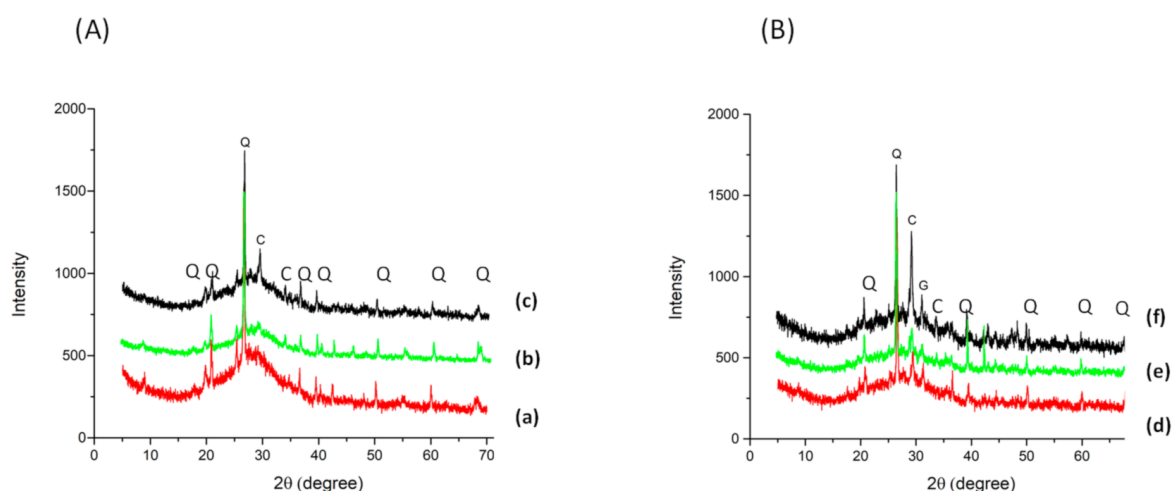 (A)
2000
1500
1000
500
0
Intensity
Q
C
Q Q C Q Q Q Q Q
(c)
(b)
(a)
0 10 20 30 40 50 60 70
2θ (degree)
(B)
2000
1500
1000
500
0
Intensity
Q
C
Q G C Q Q Q Q
(f)
(e)
(d)
0 10 20 30 40 50 60
2θ (degree)